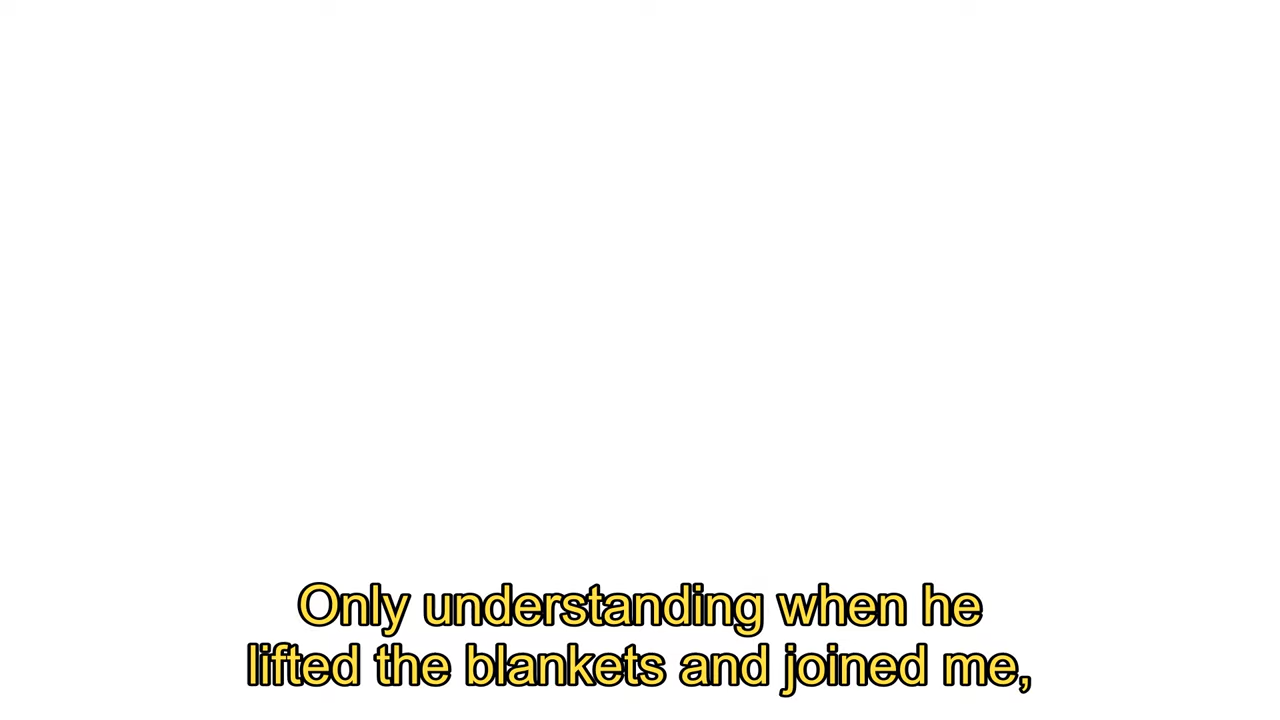 Only understanding when he
lifted the blankets and joined me,